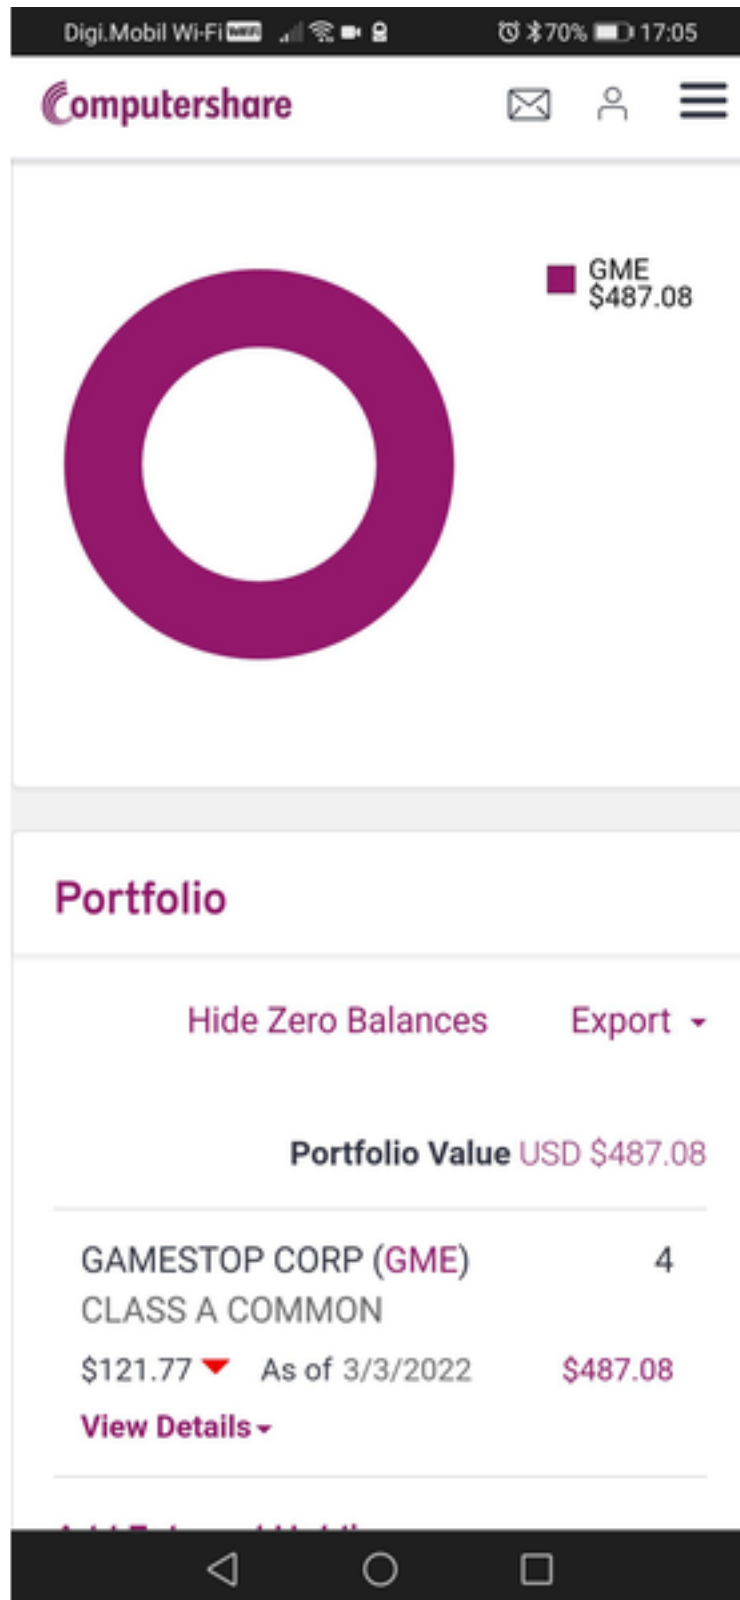 Digi.Mobil Wi-Fi 70% 17:05
Computershare
GME
$487.08
Portfolio
Hide Zero Balances Export
Portfolio Value USD $487.08
GAMESTOP CORP (GME) 4
CLASS A COMMON
$121.77 As of 3/3/2022 $487.08
View Details